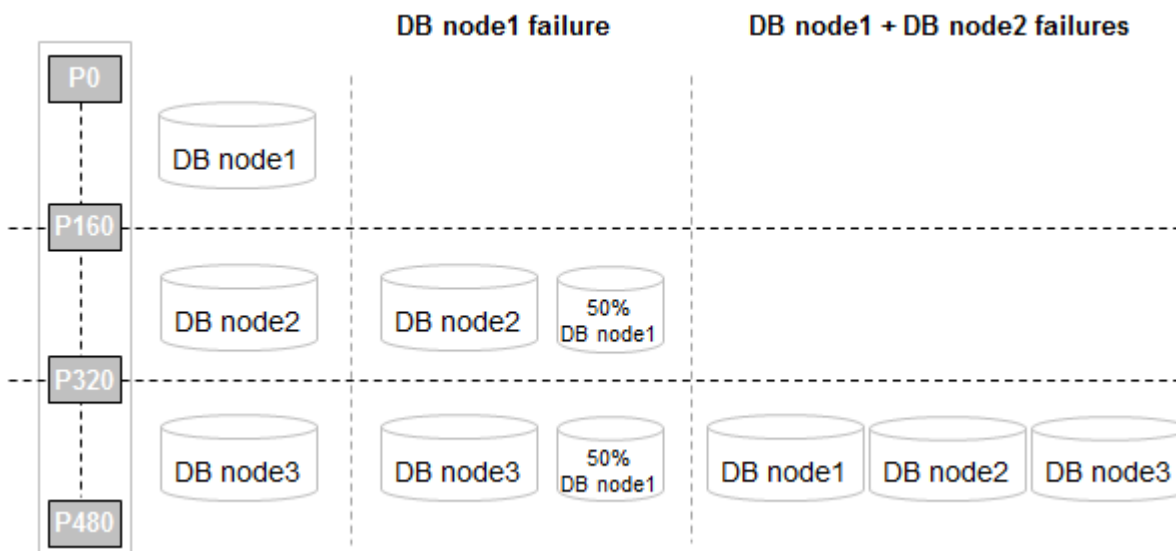 DB node1 failure
DB node1 + DB node2 failures
P0
DB node1
P160
DB node2
DB node2
50%
DB node1
P320
DB node3
DB node3
50%
DB node1
DB node1
DB node2
DB node3
P480